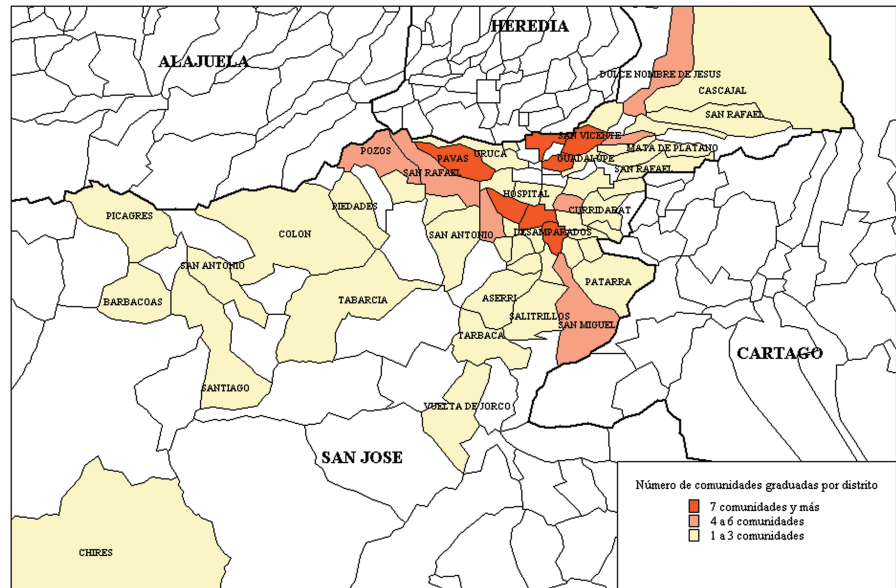 HEREDIA
ALAJUELA
DULCE NOMBRE DE JESUS
CASCAJAL
SAN RAFAEL
SAN VICENTE
POZOS
PAVAS
URUCA
GUADALUPE
MATA DE PLATANO
SAN RAFAEL
SAN RAFAEL
HOSPITAL
PIEDADES
CURRIDABAT
PICAGRES
COLON
SAN ANTONIO
DESAMPARADOS
SAN ANTONIO
BARBACOAS
TABARCIA
ASERRI
PATARRA
SALITRILLOS
SAN MIGUEL
TARBACA
CARTAGO
SANTIAGO
VUELTA DE JORCO
SAN JOSE
CHIRES
Número de comunidades graduadas por distrito
7 comunidades y más
4 a 6 comunidades
1 a 3 comunidades